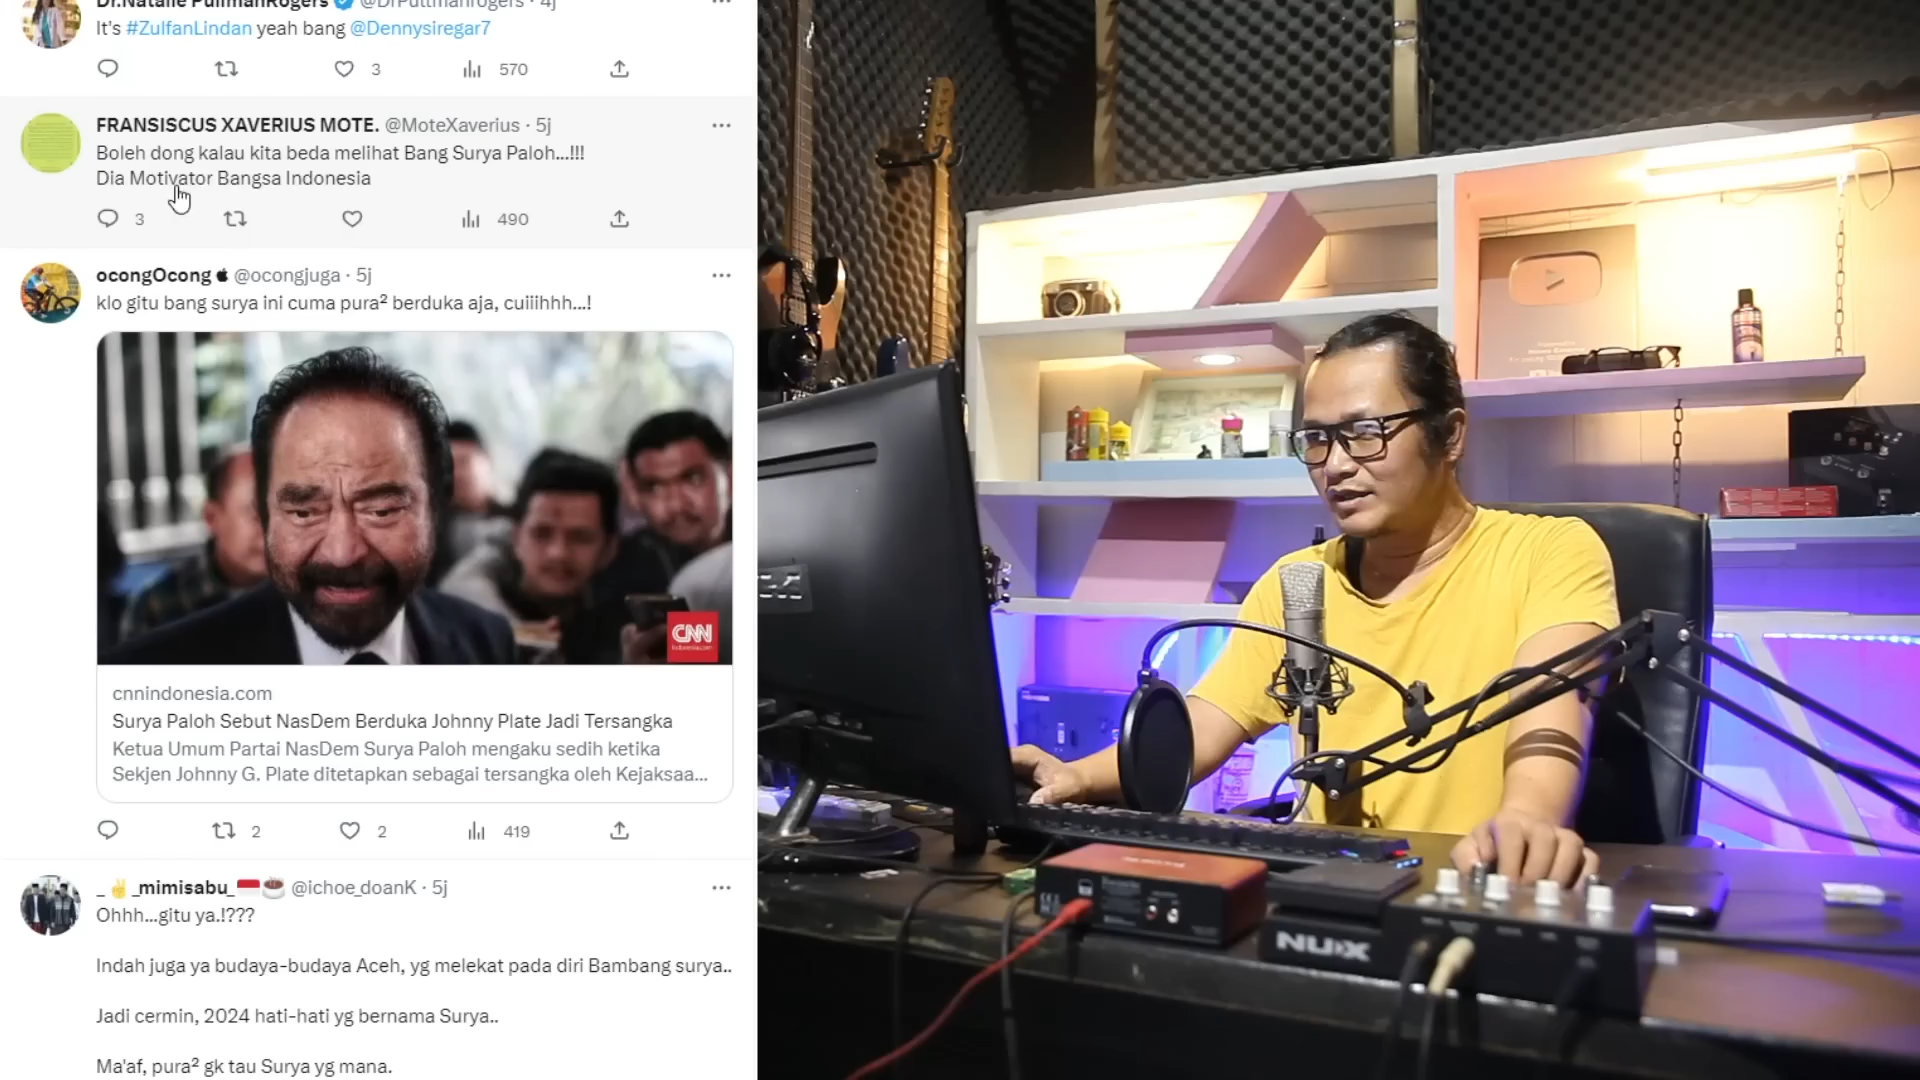 Dr.Natalie PullmanRogers @DrPullmanrogers · 4j
It's #ZulfanLindan yeah bang @Dennysiregar7
3 570
FRANSISCUS XAVERIUS MOTE. @MoteXaverius · 5j
Boleh dong kalau kita beda melihat Bang Surya Paloh...!!!
Dia Motivator Bangsa Indonesia
3 490
ocongOcong @ocongjuga · 5j
klo gitu bang surya ini cuma pura² berduka aja, cuiiihhh...!
CNN
cnnindonesia.com
Surya Paloh Sebut NasDem Berduka Johnny Plate Jadi Tersangka
Ketua Umum Partai NasDem Surya Paloh mengaku sedih ketika
Sekjen Johnny G. Plate ditetapkan sebagai tersangka oleh Kejaksaa...
2 2 419
_✌_mimisabu_🇮🇩☕ @ichoe_doanK · 5j
Ohhh...gitu ya.!???
Indah juga ya budaya-budaya Aceh, yg melekat pada diri Bambang surya..
Jadi cermin, 2024 hati-hati yg bernama Surya..
Ma'af, pura² gk tau Surya yg mana.
NUX